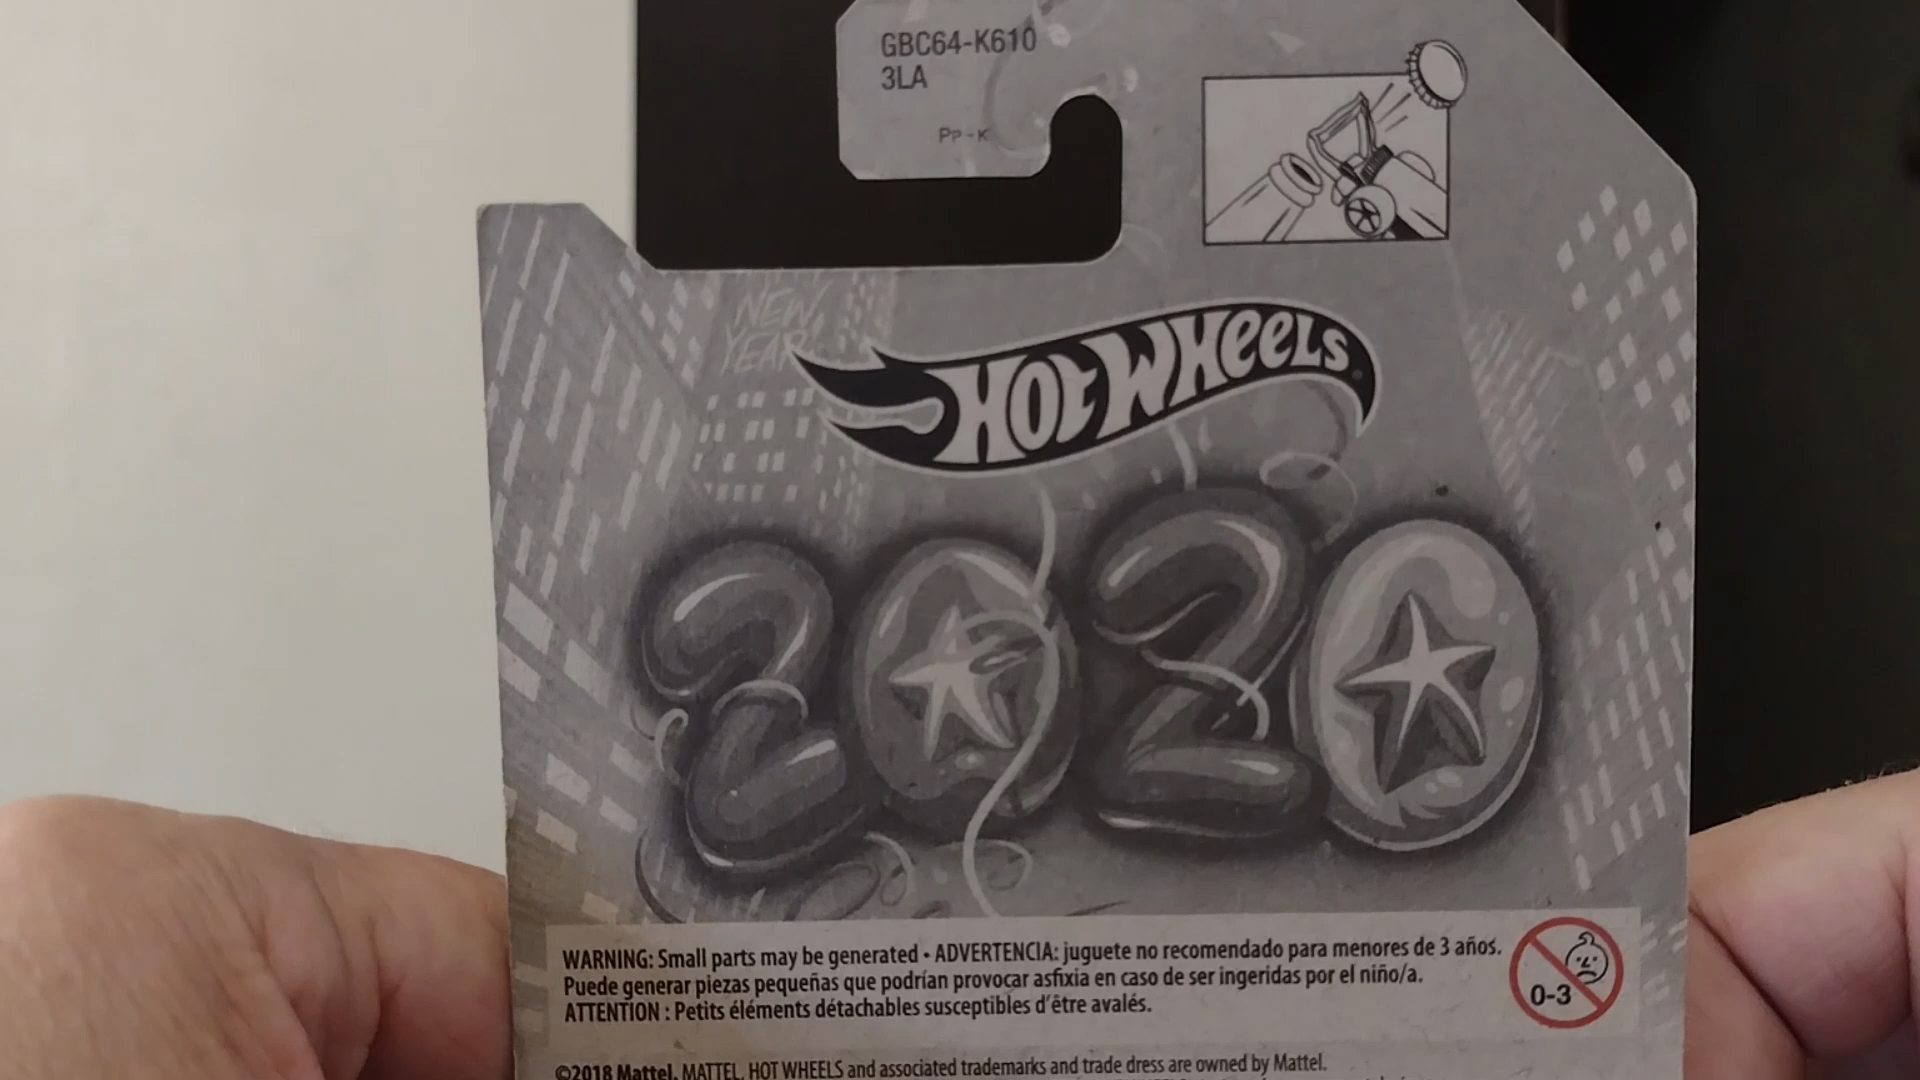 GBC64-K610
3LA
Pp-K
NEW
YEAR
HOT WHEELS
2020
WARNING: Small parts may be generated • ADVERTENCIA: juguete no recomendado para menores de 3 años.
Puede generar piezas pequeñas que podrían provocar asfixia en caso de ser ingeridas por el niño/a.
ATTENTION : Petits éléments détachables susceptibles d'être avalés.
0-3
©2018 Mattel. MATTEL, HOT WHEELS and associated trademarks and trade dress are owned by Mattel.